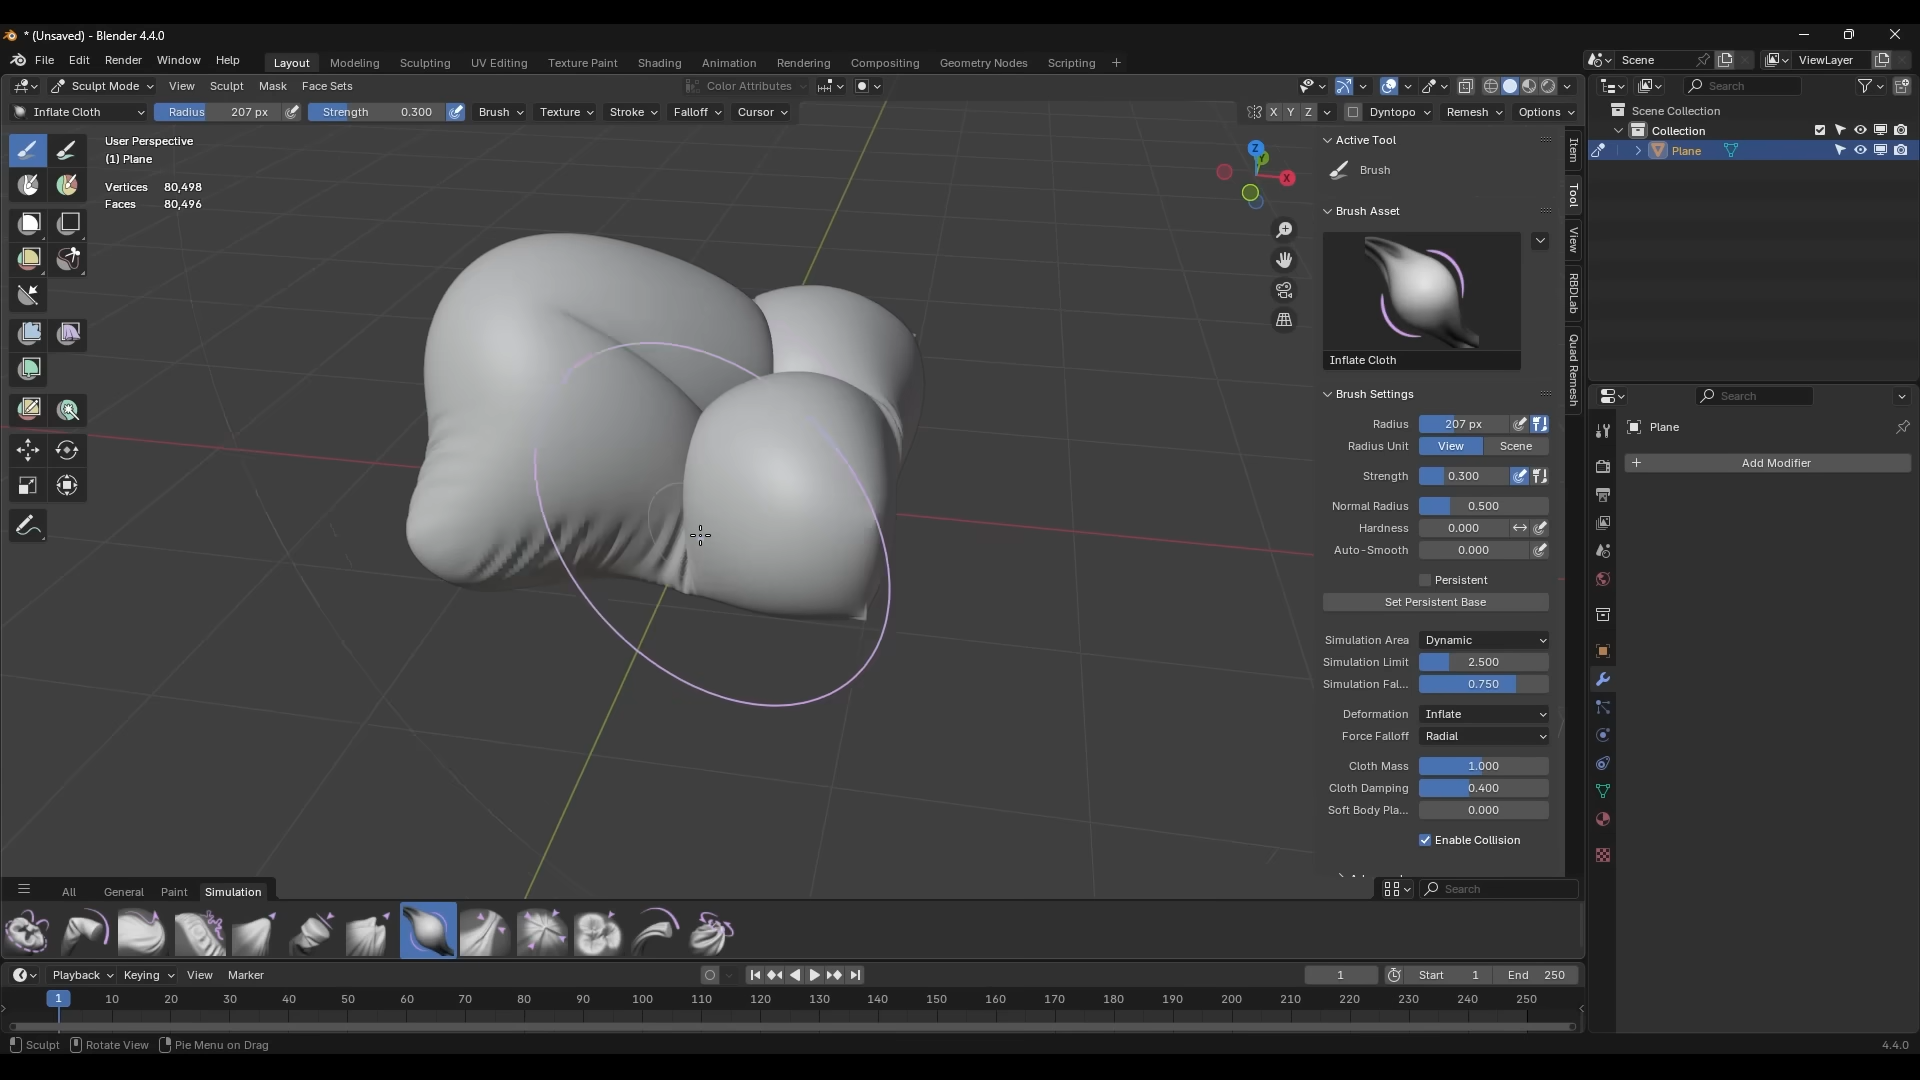 * (Unsaved) - Blender 4.4.0
File Edit Render Window Help
Layout Modeling Sculpting UV Editing Texture Paint Shading Animation Rendering Compositing Geometry Nodes Scripting +
Scene
ViewLayer
Sculpt Mode View Sculpt Mask Face Sets
Color Attributes
Search
Inflate Cloth Radius 207 px Strength 0.300 Brush Texture Stroke Falloff Cursor
X Y Z Dyntopo Remesh Options
Scene Collection
Collection
Plane
User Perspective
(1) Plane
Vertices 80,498
Faces 80,496
Z
X
Active Tool
Brush
Brush Asset
Inflate Cloth
Brush Settings
Radius 207 px
Radius Unit View Scene
Strength 0.300
Normal Radius 0.500
Hardness 0.000
Auto-Smooth 0.000
Persistent
Set Persistent Base
Simulation Area Dynamic
Simulation Limit 2.500
Simulation Fal... 0.750
Deformation Inflate
Force Falloff Radial
Cloth Mass 1.000
Cloth Damping 0.400
Soft Body Pla... 0.000
Enable Collision
Item
Tool
View
RBDLab
Quad Remesh
Search
Plane
+ Add Modifier
All General Paint Simulation
Search
Playback Keying View Marker
1 Start 1 End 250
1 10 20 30 40 50 60 70 80 90 100 110 120 130 140 150 160 170 180 190 200 210 220 230 240 250
Sculpt Rotate View Pie Menu on Drag
4.4.0